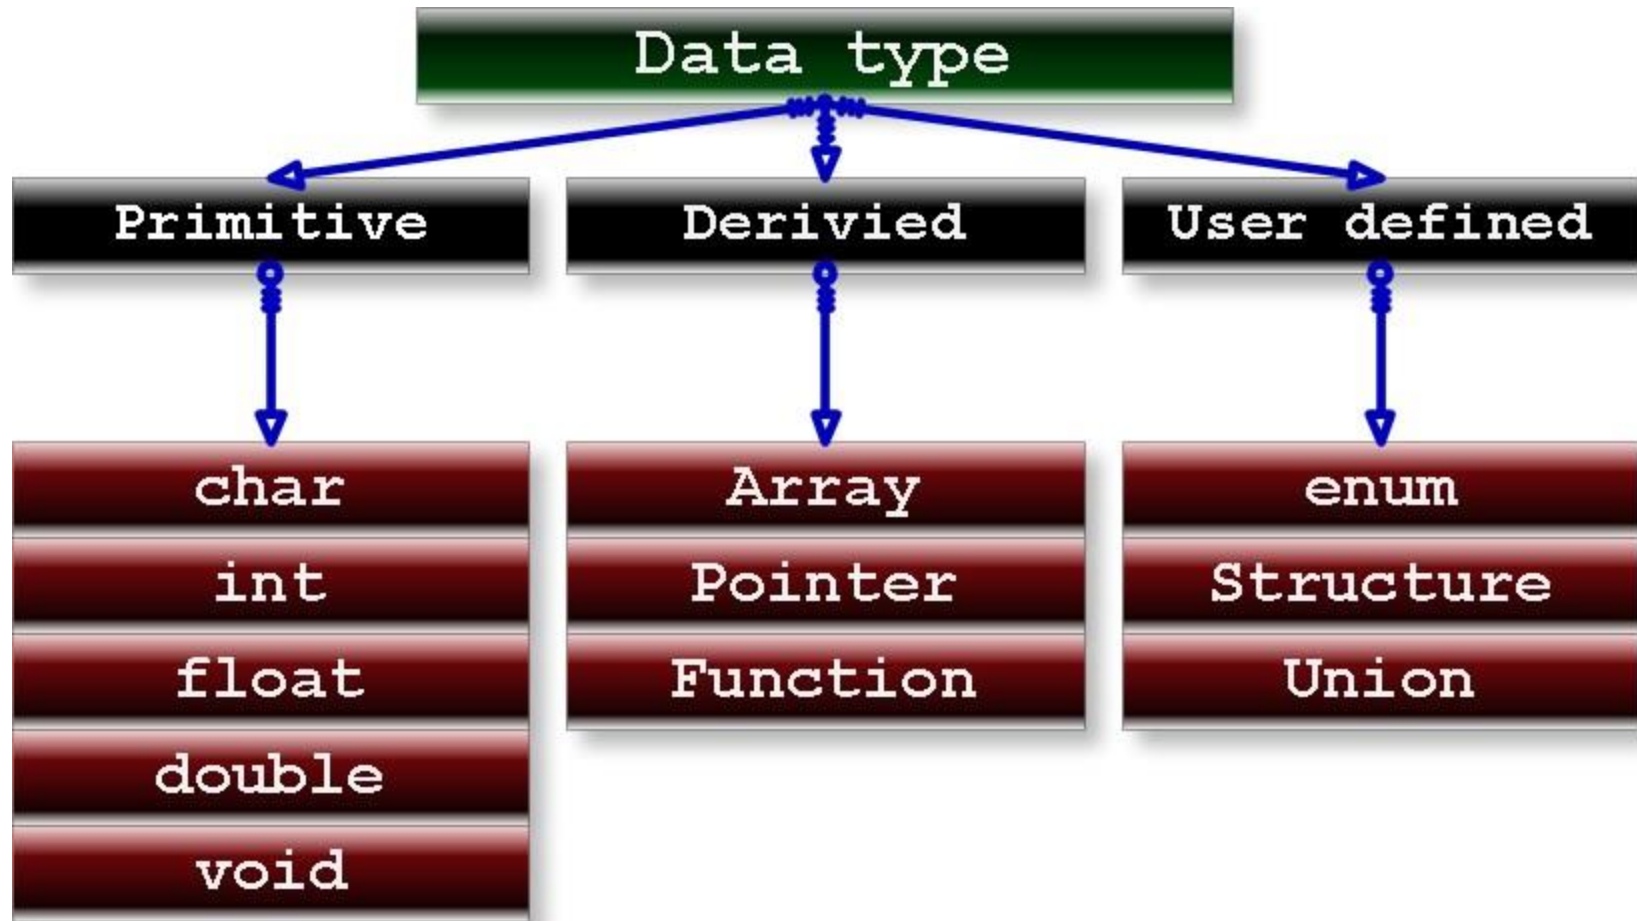 Data type
Primitive
Derivied
User defined
char
int
float
double
void
Array
Pointer
Function
enum
Structure
Union